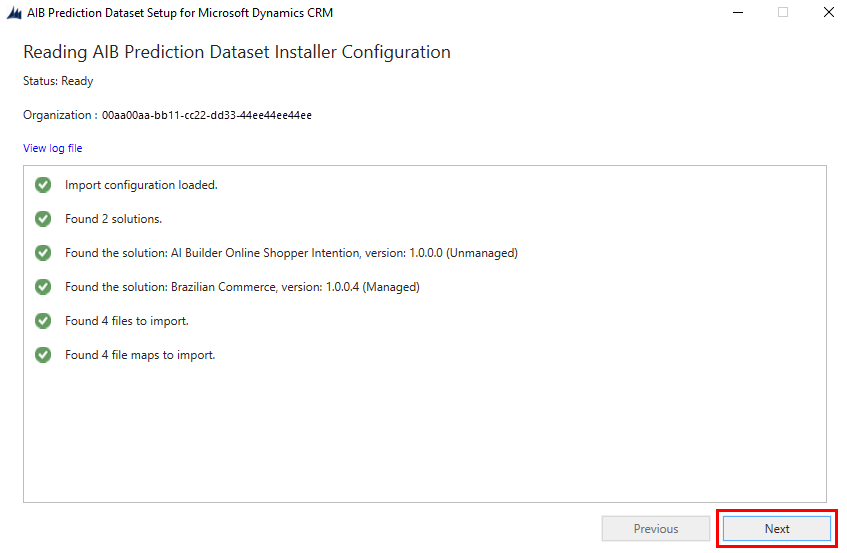 AIB Prediction Dataset Setup for Microsoft Dynamics CRM
Reading AIB Prediction Dataset Installer Configuration
Status: Ready
Organization : 00aa00aa-bb11-cc22-dd33-44ee44ee44ee
View log file
Import configuration loaded.
Found 2 solutions.
Found the solution: AI Builder Online Shopper Intention, version: 1.0.0.0 (Unmanaged)
Found the solution: Brazilian Commerce, version: 1.0.0.4 (Managed)
Found 4 files to import.
Found 4 file maps to import.
Previous Next